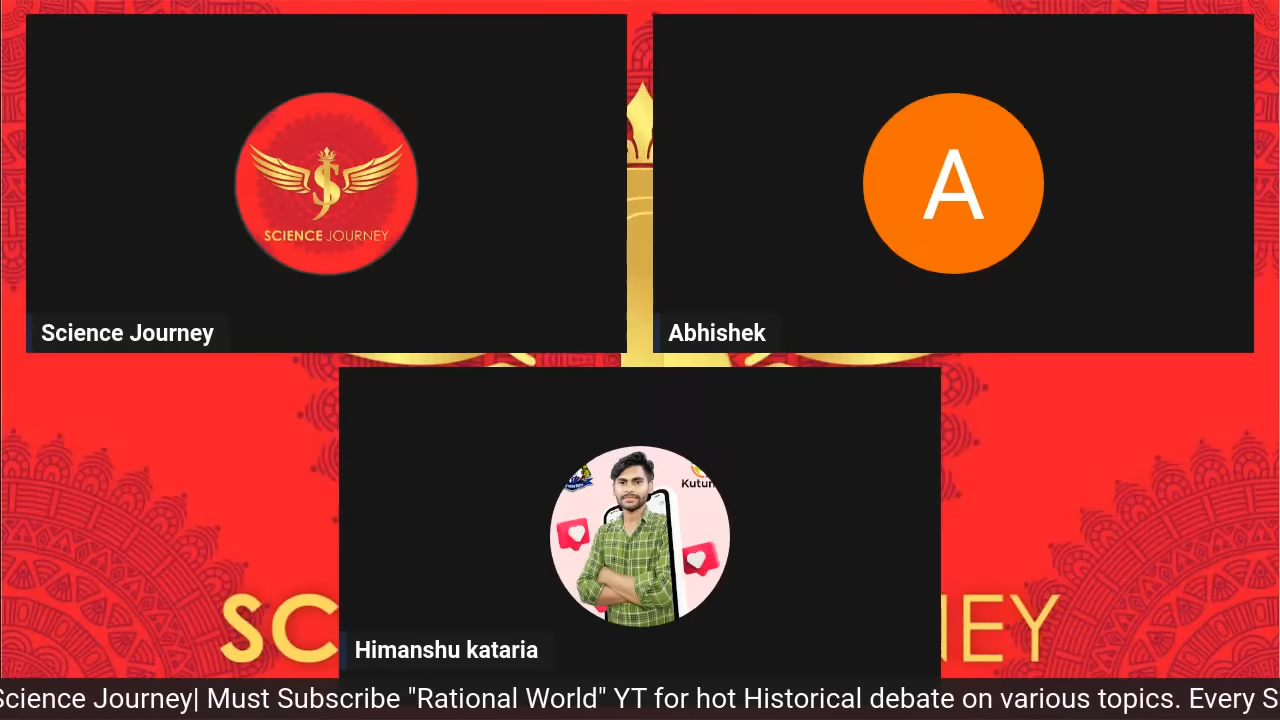 SCIENCE JOURNEY
Science Journey
A
Abhishek
Kutum
Himanshu kataria
SC
NEY
Science Journey| Must Subscribe "Rational World" YT for hot Historical debate on various topics. Every S